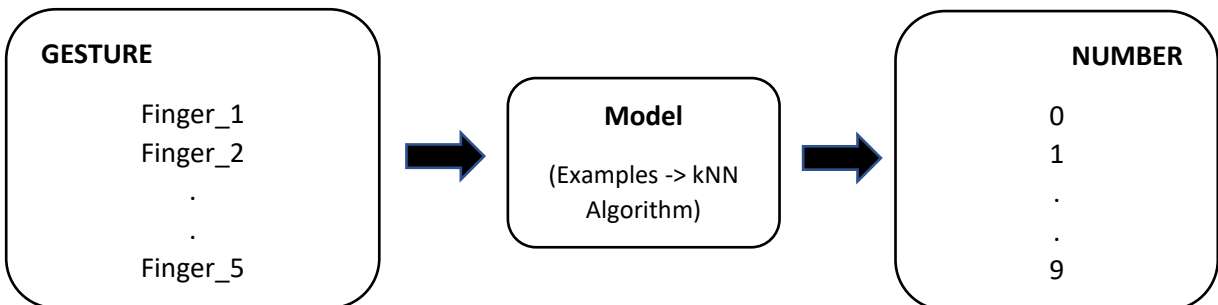 GESTURE
Finger_1
Finger_2
.
.
Finger_5
Model
(Examples -> kNN
Algorithm)
NUMBER
0
1
.
.
9